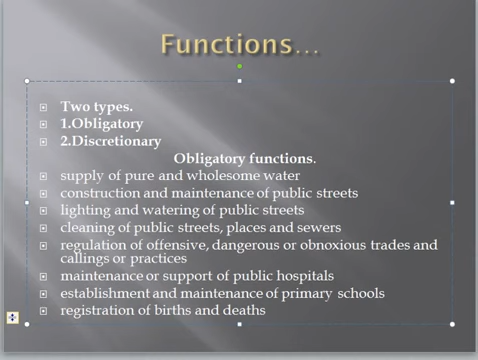 Functions...
Two types.
1.Obligatory
2.Discretionary
Obligatory functions.
supply of pure and wholesome water
construction and maintenance of public streets
lighting and watering of public streets
cleaning of public streets, places and sewers
regulation of offensive, dangerous or obnoxious trades and
callings or practices
maintenance or support of public hospitals
establishment and maintenance of primary schools
registration of births and deaths